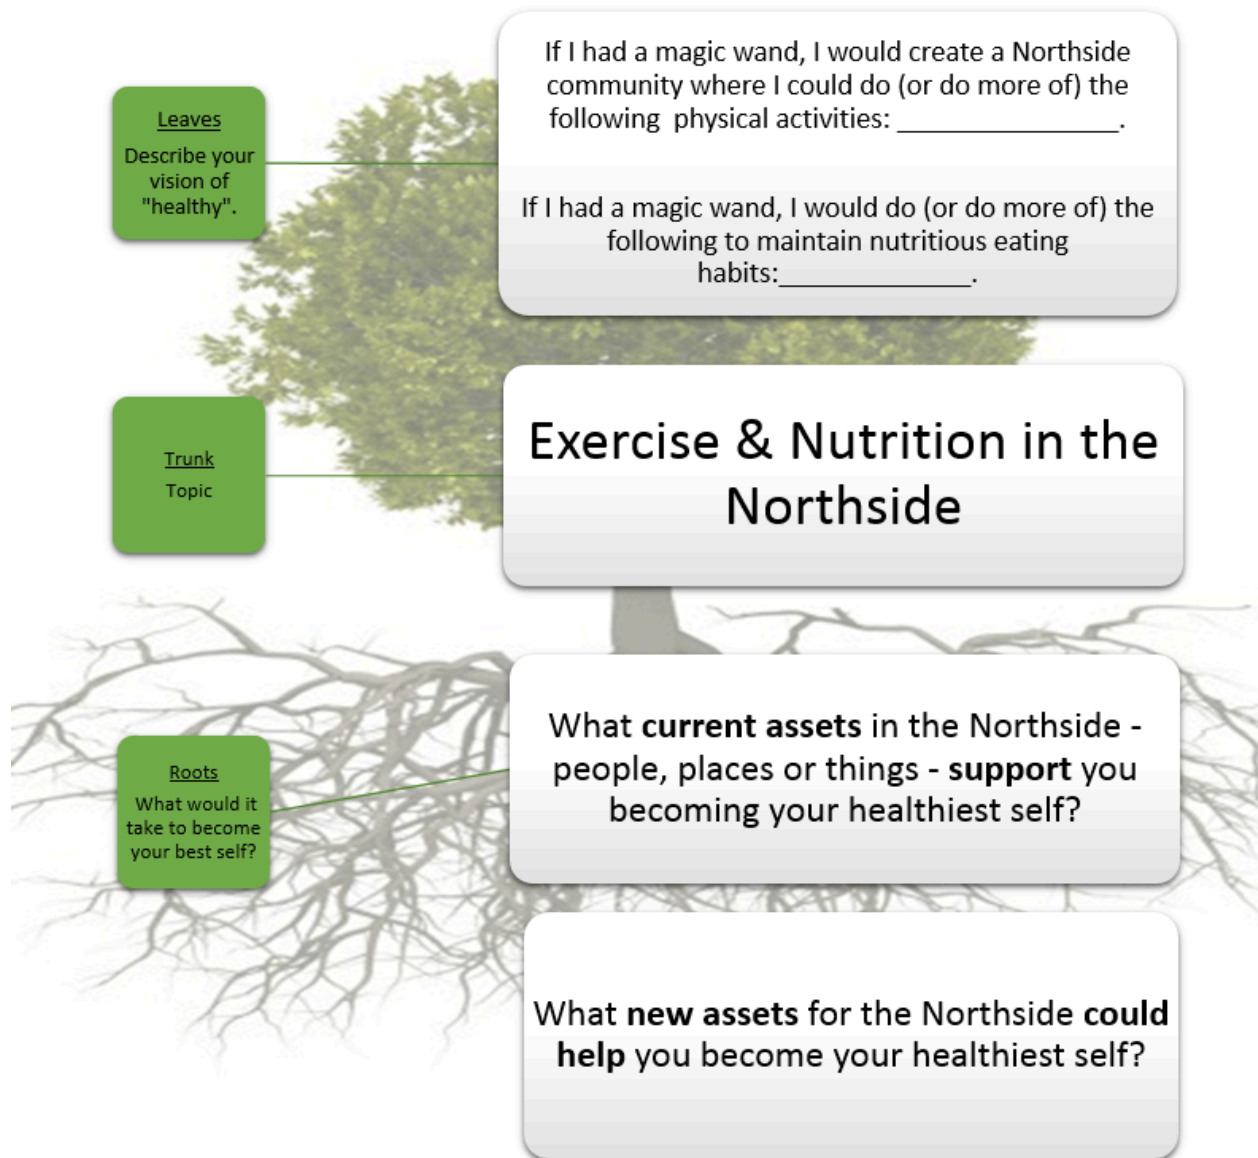 Leaves
Describe your
vision of
"healthy".
If I had a magic wand, I would create a Northside
community where I could do (or do more of) the
following  physical activities: ________________.
If I had a magic wand, I would do (or do more of) the
following to maintain nutritious eating
habits:______________.
Trunk
Topic
Exercise & Nutrition in the
Northside
Roots
What would it
take to become
your best self?
What current assets in the Northside -
people, places or things - support you
becoming your healthiest self?
What new assets for the Northside could
help you become your healthiest self?